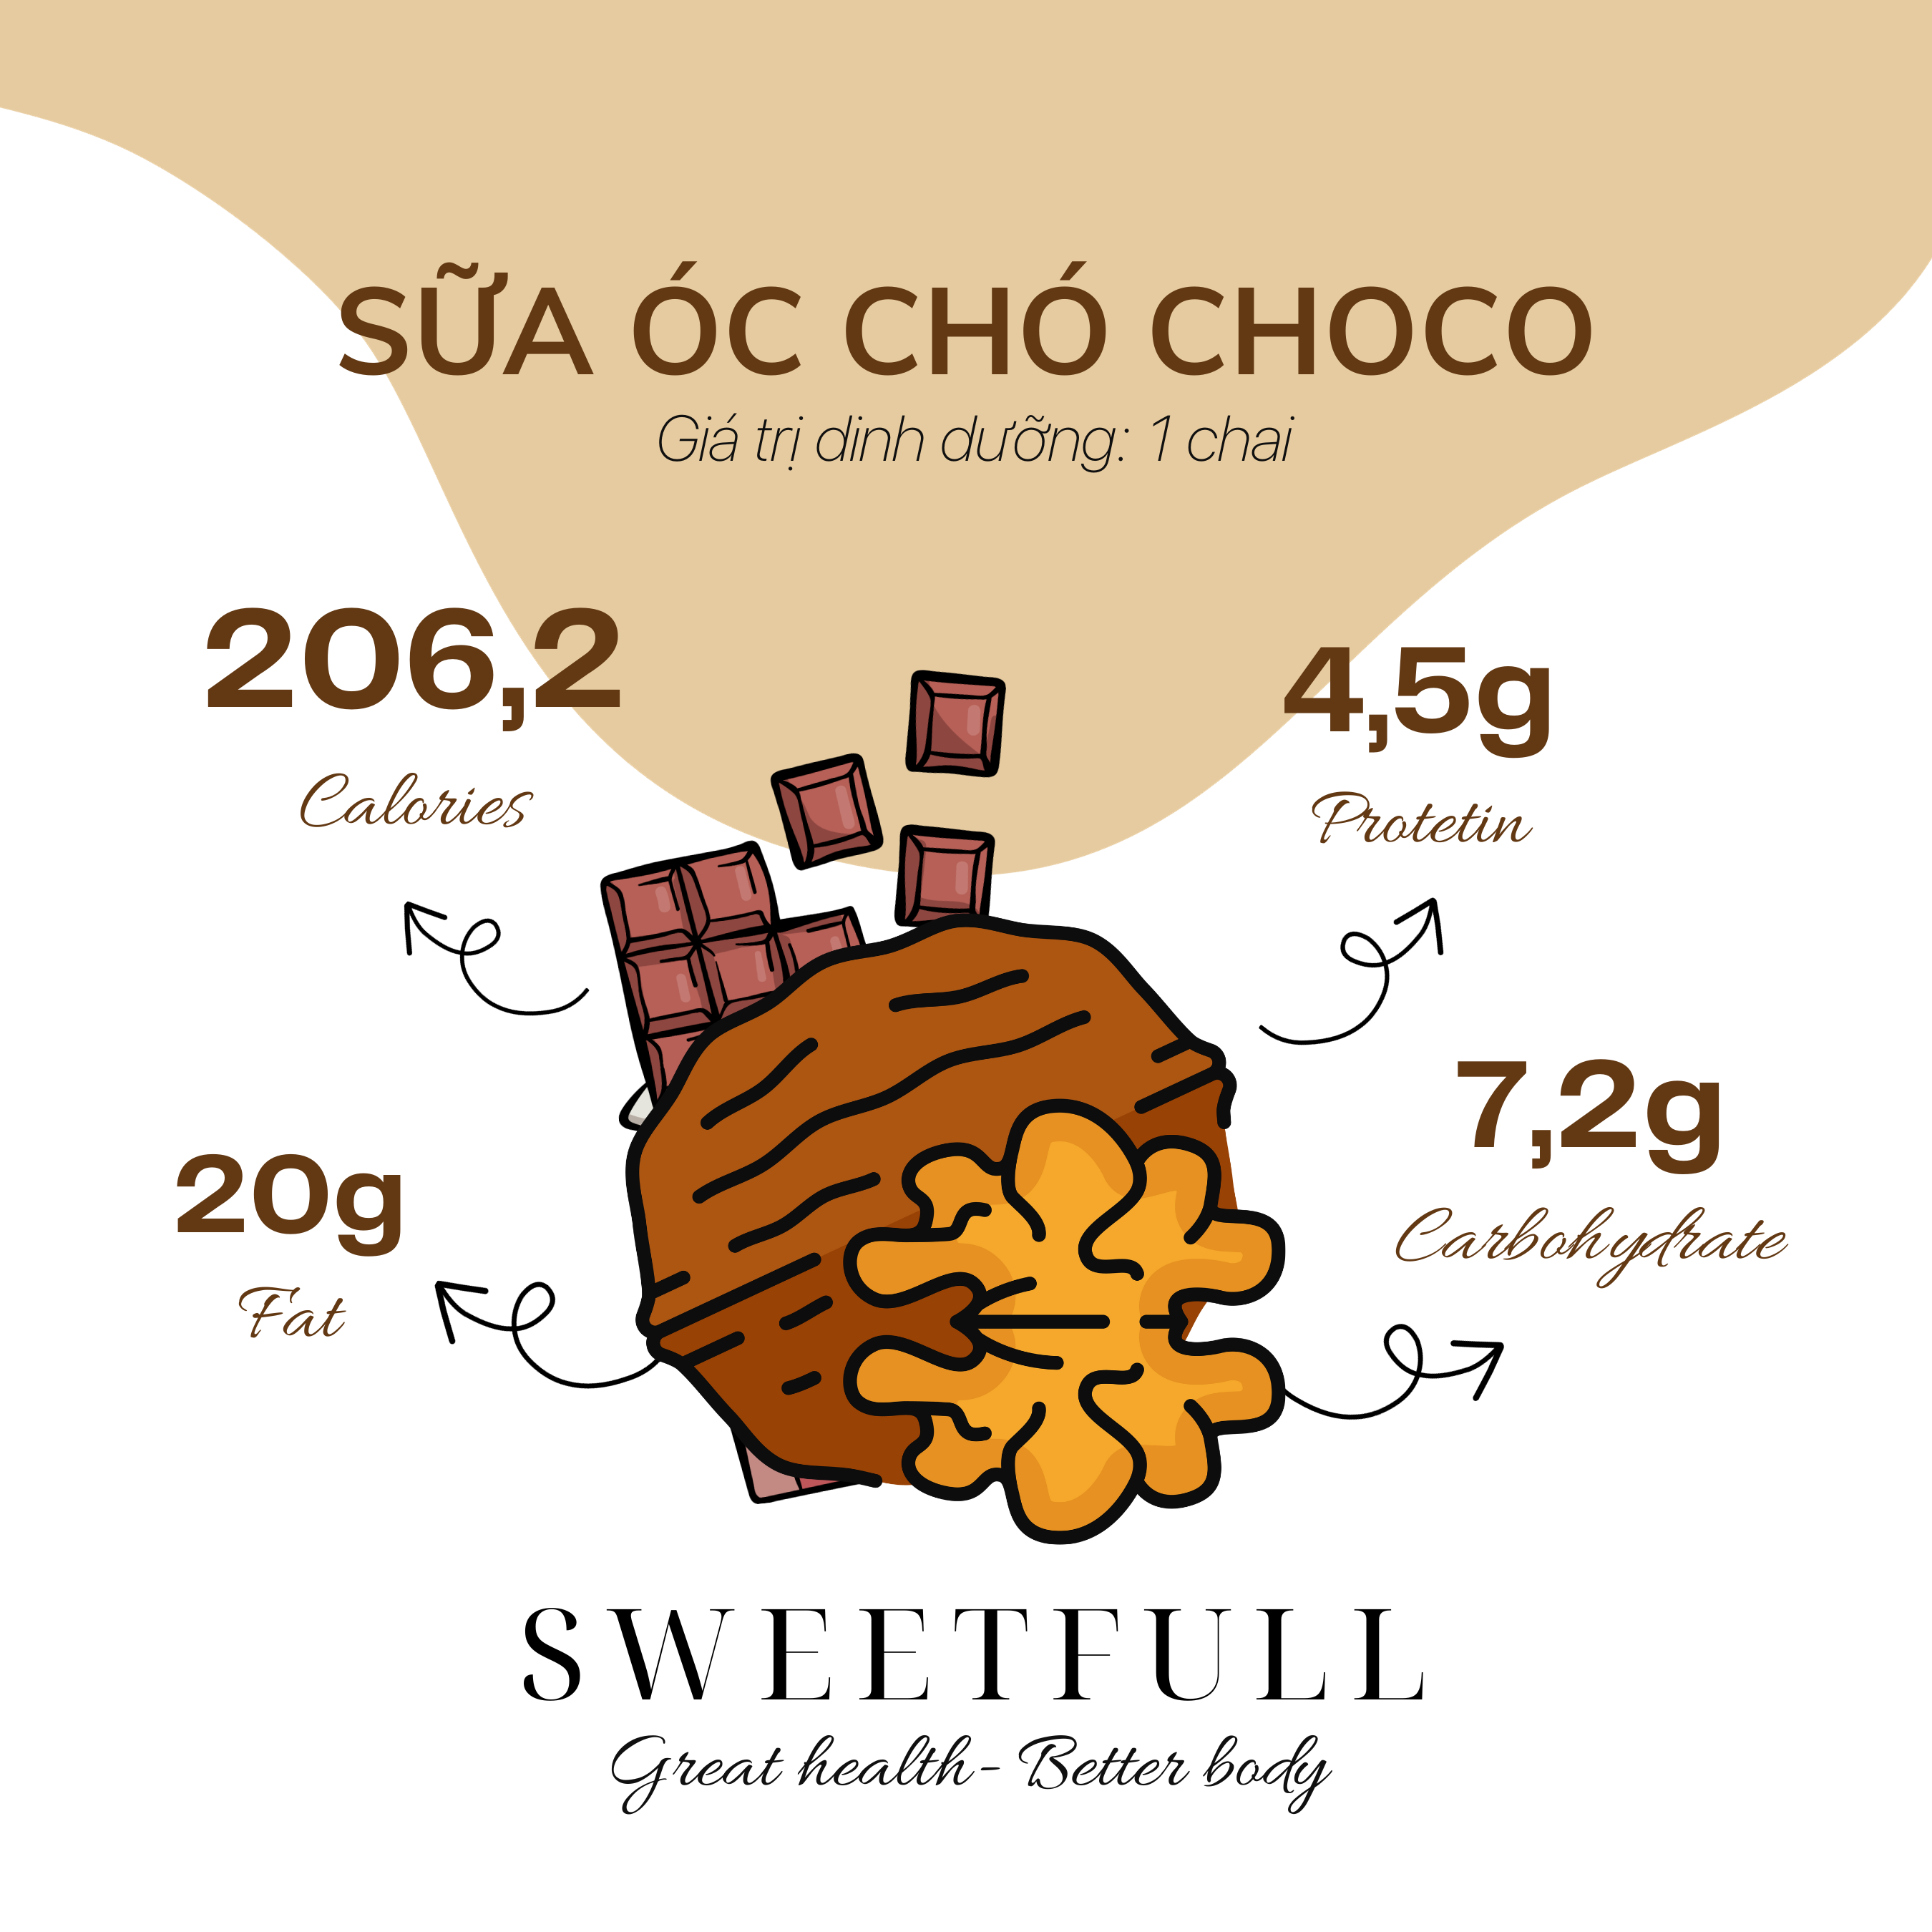 SỮA ÓC CHÓ CHOCO
Giá trị dinh dưỡng: 1 chai
206,2
Calories
4,5g
Protein
20g
Fat
7,2g
Carbohydrate
SWEETFULL
Great health-Better body